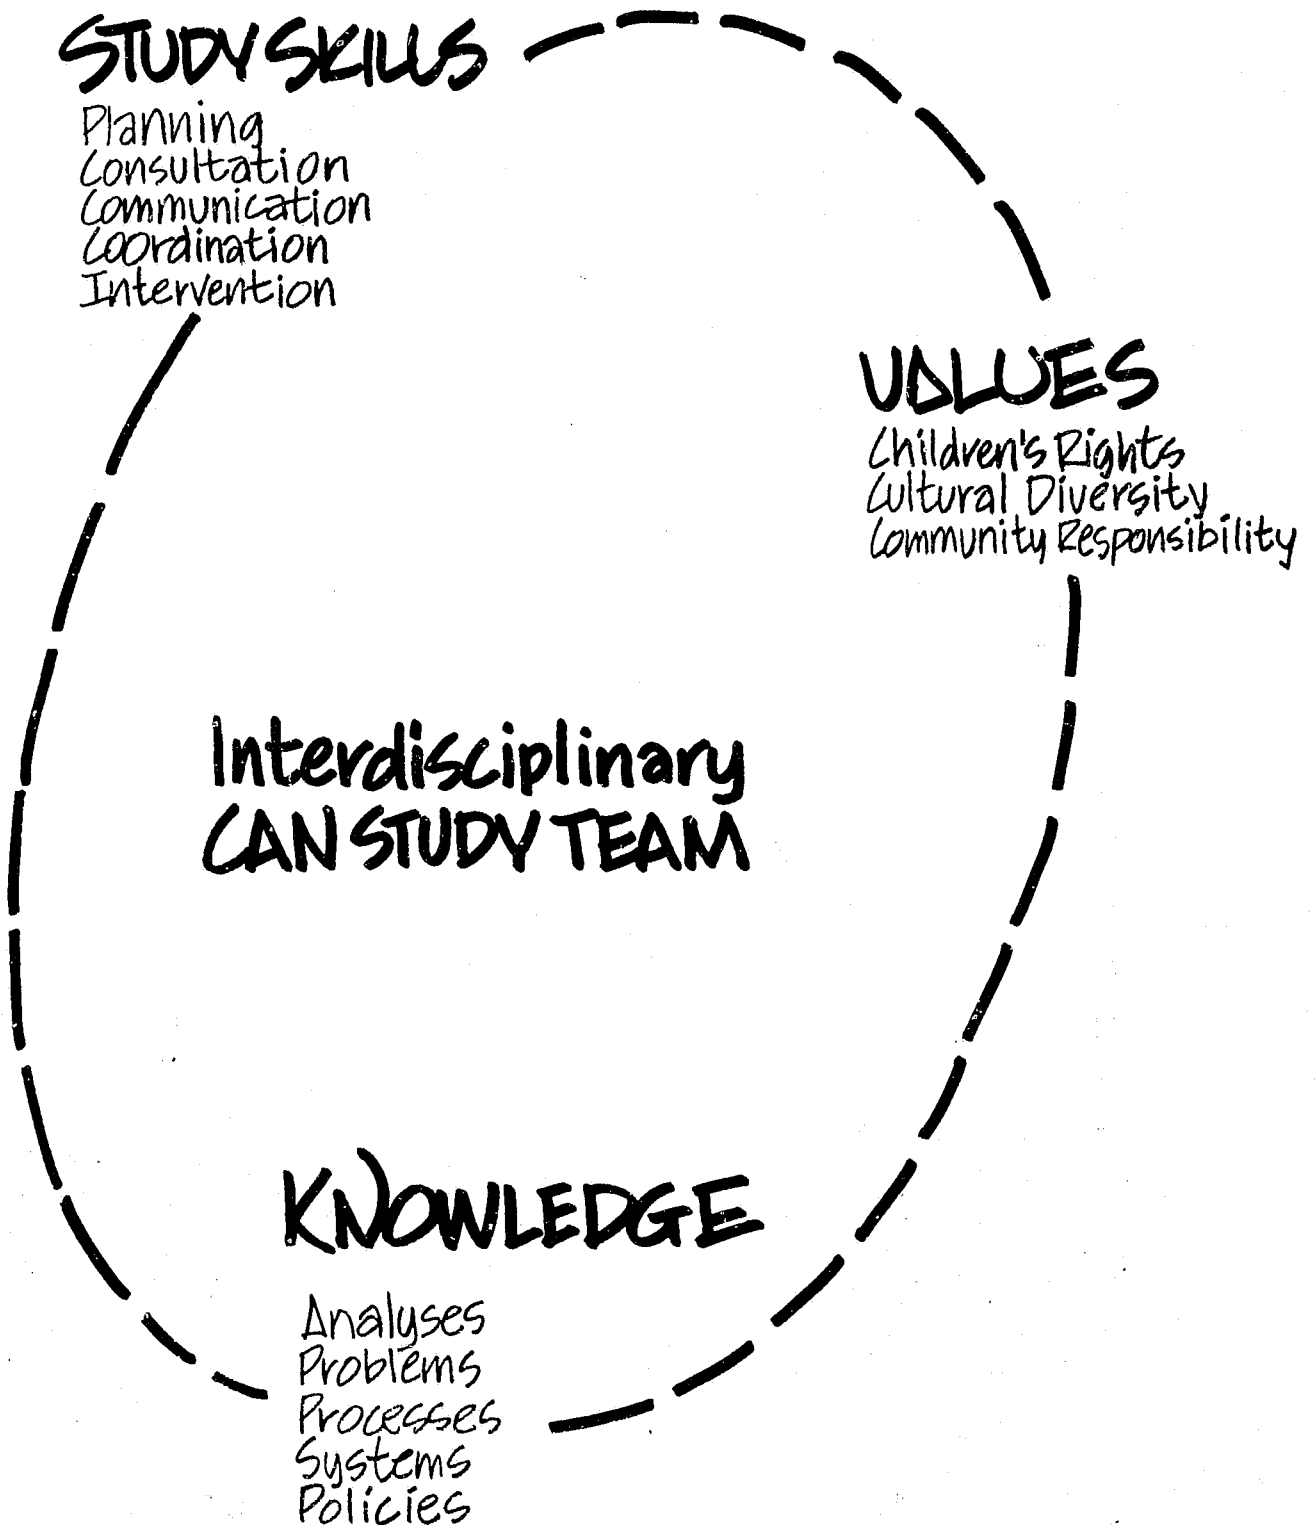 STUDY SKILLS
Planning
Consultation
Communication
Coordination
Intervention
VALUES
Children's Rights
Cultural Diversity
Community Responsibility
Interdisciplinary
CAN STUDY TEAM
KNOWLEDGE
Analyses
Problems
Processes
Systems
Policies